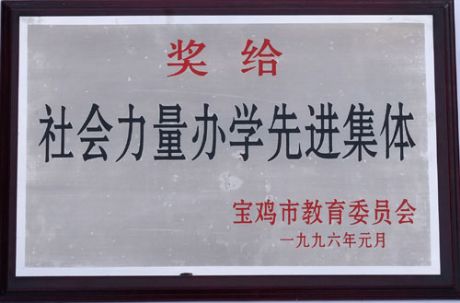 奖给
社会力量办学先进集体
宝鸡市教育委员会
一九九六年元月